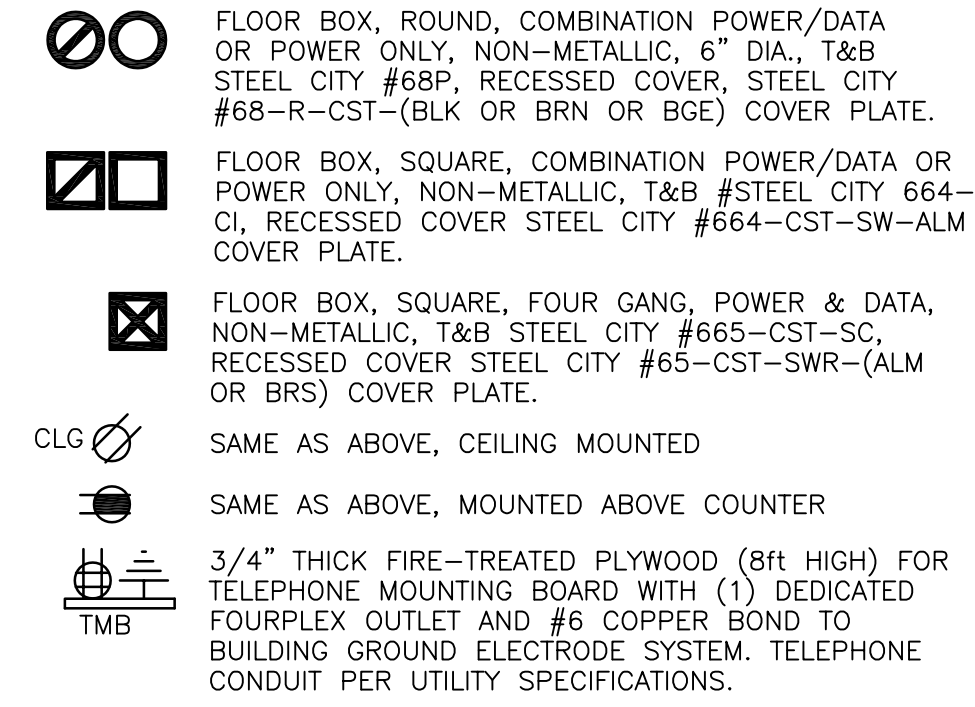 FLOOR BOX, ROUND, COMBINATION POWER/DATA
OR POWER ONLY, NON–METALLIC, 6" DIA., T&B
STEEL CITY #68P, RECESSED COVER, STEEL CITY
#68–R–CST–(BLK OR BRN OR BGE) COVER PLATE.
FLOOR BOX, SQUARE, COMBINATION POWER/DATA OR
POWER ONLY, NON–METALLIC, T&B #STEEL CITY 664–
CI, RECESSED COVER STEEL CITY #664–CST–SW–ALM
COVER PLATE.
FLOOR BOX, SQUARE, FOUR GANG, POWER & DATA,
NON–METALLIC, T&B STEEL CITY #665–CST–SC,
RECESSED COVER STEEL CITY #65–CST–SWR–(ALM
OR BRS) COVER PLATE.
CLG SAME AS ABOVE, CEILING MOUNTED
SAME AS ABOVE, MOUNTED ABOVE COUNTER
3/4" THICK FIRE–TREATED PLYWOOD (8ft HIGH) FOR
TELEPHONE MOUNTING BOARD WITH (1) DEDICATED
FOURPLEX OUTLET AND #6 COPPER BOND TO
BUILDING GROUND ELECTRODE SYSTEM. TELEPHONE
CONDUIT PER UTILITY SPECIFICATIONS.
TMB